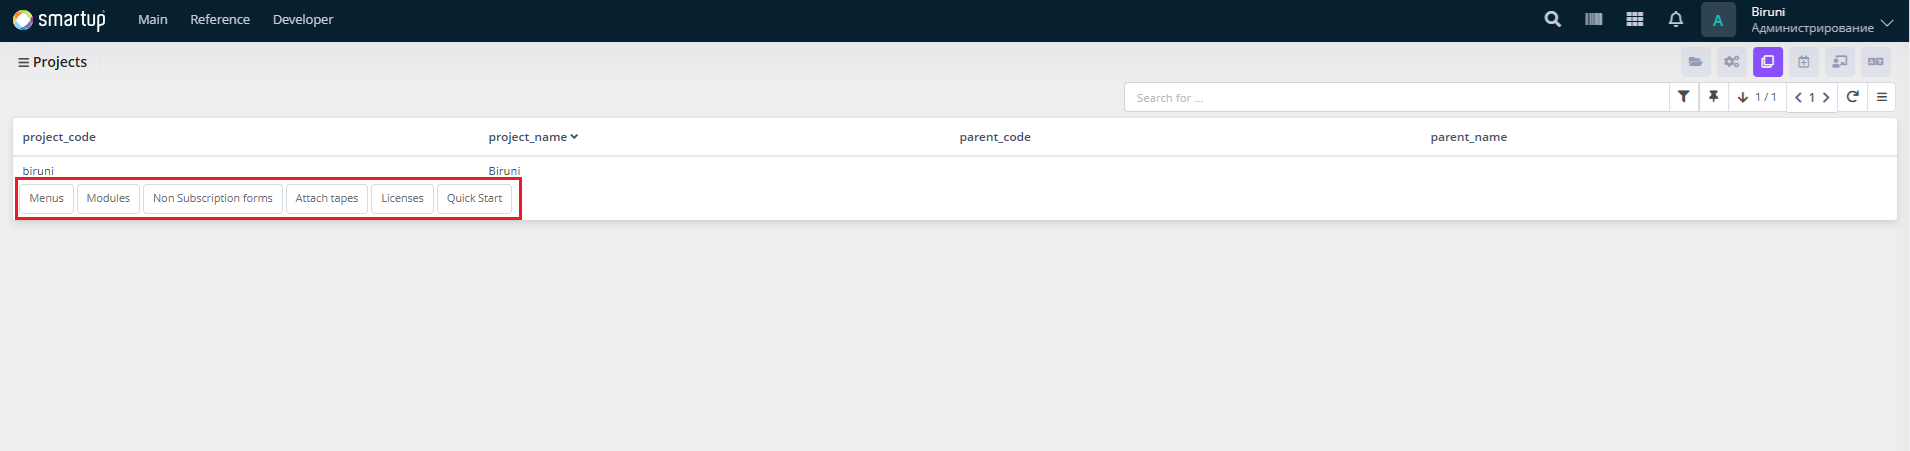 smartup Main Reference Developer A Biruni
Администрирование
Projects
Search for ... 1 / 1 1
project_code project_name parent_code parent_name
biruni Biruni
Menus Modules Non Subscription forms Attach tapes Licenses Quick Start